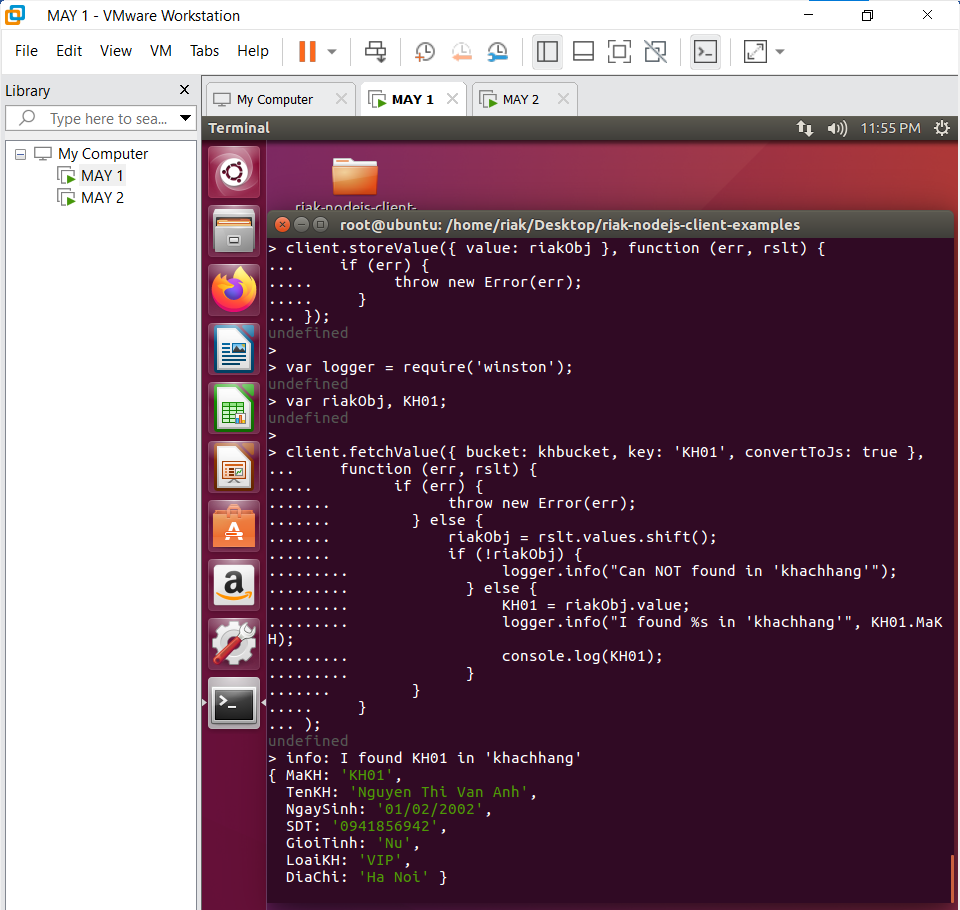 MAY 1 - VMware Workstation
File Edit View VM Tabs Help
Library
Type here to sea...
My Computer
MAY 1
MAY 2
My Computer
MAY 1
MAY 2
Terminal
11:55 PM
riak-nodejs-client-
root@ubuntu: /home/riak/Desktop/riak-nodejs-client-examples
> client.storeValue({ value: riakObj }, function (err, rslt) {
...     if (err) {
.....         throw new Error(err);
.....     }
... });
undefined
>
> var logger = require('winston');
undefined
> var riakObj, KH01;
undefined
>
> client.fetchValue({ bucket: khbucket, key: 'KH01', convertToJs: true },
...     function (err, rslt) {
.....         if (err) {
.......             throw new Error(err);
.......         } else {
.......             riakObj = rslt.values.shift();
.......             if (!riakObj) {
.........                 logger.info("Can NOT found in 'khachhang'");
.........             } else {
.........                 KH01 = riakObj.value;
.........                 logger.info("I found %s in 'khachhang'", KH01.MaK
H);
.........                 console.log(KH01);
.........             }
.......         }
.....     }
... );
undefined
> info: I found KH01 in 'khachhang'
{ MaKH: 'KH01',
  TenKH: 'Nguyen Thi Van Anh',
  NgaySinh: '01/02/2002',
  SDT: '0941856942',
  GioiTinh: 'Nu',
  LoaiKH: 'VIP',
  DiaChi: 'Ha Noi' }